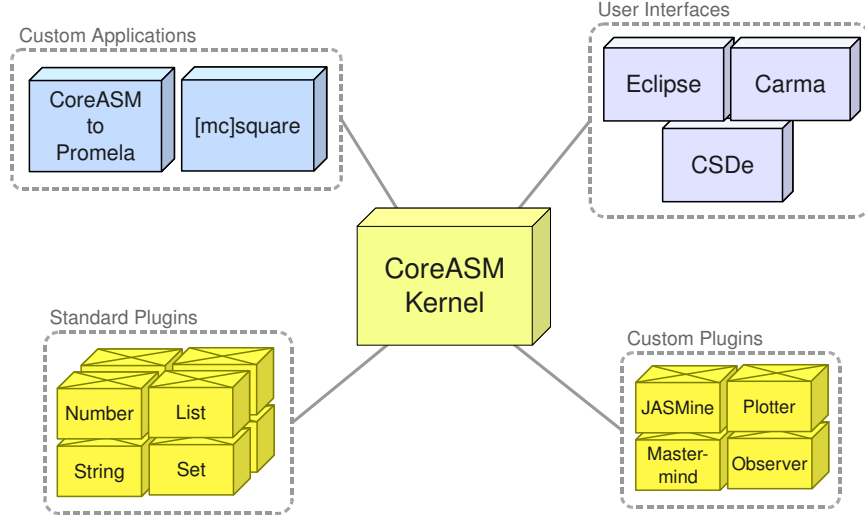 Custom Applications
CoreASM
to
Promela
[mc]square
User Interfaces
Eclipse
Carma
CSDe
CoreASM
Kernel
Standard Plugins
Number
List
String
Set
Custom Plugins
JASMine
Plotter
Master-
mind
Observer